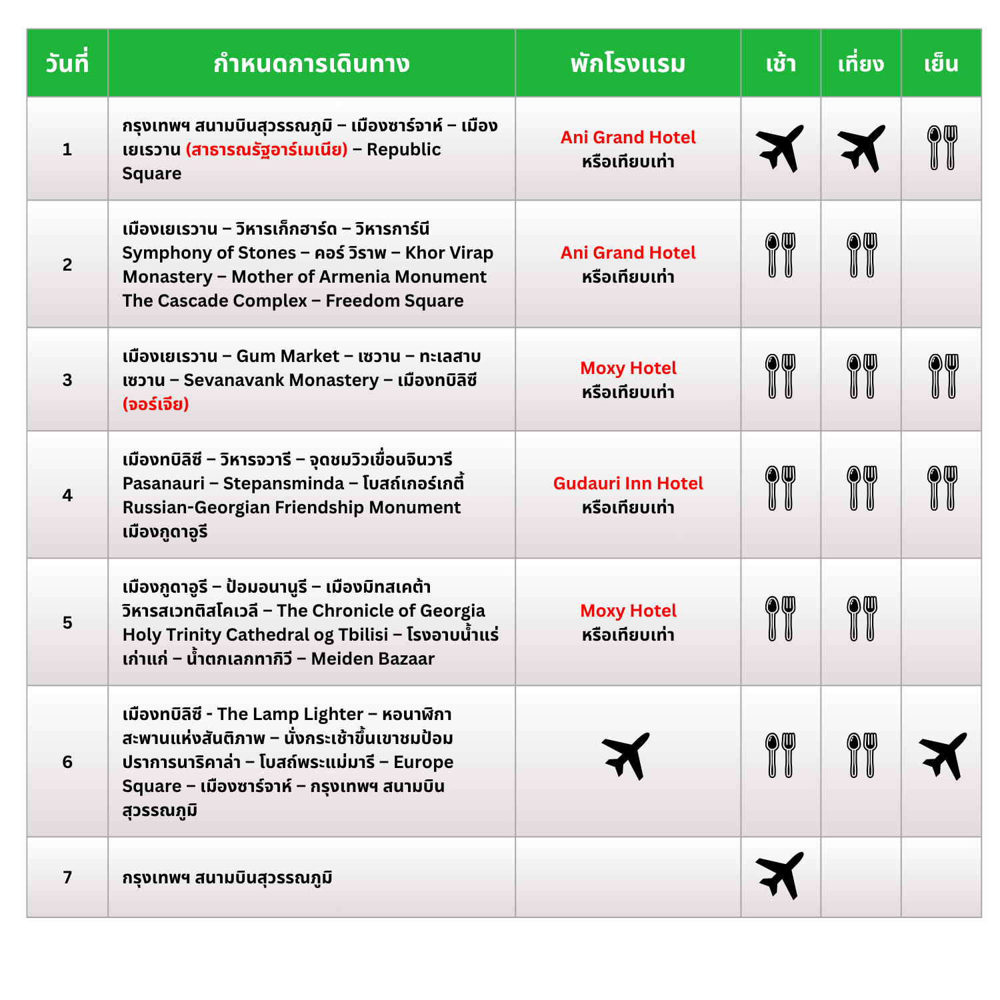 วันที่ กำหนดการเดินทาง พักโรงแรม เช้า เที่ยง เย็น
1
กรุงเทพฯ สนามบินสุวรรณภูมิ – เมืองซาร์จาห์ – เมือง
เยเรวาน (สาธารณรัฐอาร์เมเนีย) – Republic
Square
Ani Grand Hotel
หรือเทียบเท่า
2
เมืองเยเรวาน – วิหารเก็กฮาร์ด – วิหารการ์นี
Symphony of Stones – คอร์ วิราพ – Khor Virap
Monastery – Mother of Armenia Monument
The Cascade Complex – Freedom Square
Ani Grand Hotel
หรือเทียบเท่า
3
เมืองเยเรวาน – Gum Market – เซวาน – ทะเลสาบ
เซวาน – Sevanavank Monastery – เมืองทบิลิซี
(จอร์เจีย)
Moxy Hotel
หรือเทียบเท่า
4
เมืองทบิลิซี – วิหารจวารี – จุดชมวิวเขื่อนจินวารี
Pasanauri – Stepansminda – โบสถ์เกอร์เกตี้
Russian-Georgian Friendship Monument
เมืองกูดาอูรี
Gudauri Inn Hotel
หรือเทียบเท่า
5
เมืองกูดาอูรี – ป้อมอนานูรี – เมืองมิทสเคต้า
วิหารสเวทติสโคเวลี – The Chronicle of Georgia
Holy Trinity Cathedral og Tbilisi – โรงอาบน้ำแร่
เก่าแก่ – น้ำตกเลกทากิวี – Meiden Bazaar
Moxy Hotel
หรือเทียบเท่า
6
เมืองทบิลิซี - The Lamp Lighter – หอนาฬิกา
สะพานแห่งสันติภาพ – นั่งกระเช้าขึ้นเขาชมป้อม
ปราการนาริคาล่า – โบสถ์พระแม่มารี – Europe
Square – เมืองซาร์จาห์ – กรุงเทพฯ สนามบิน
สุวรรณภูมิ
7
กรุงเทพฯ สนามบินสุวรรณภูมิ